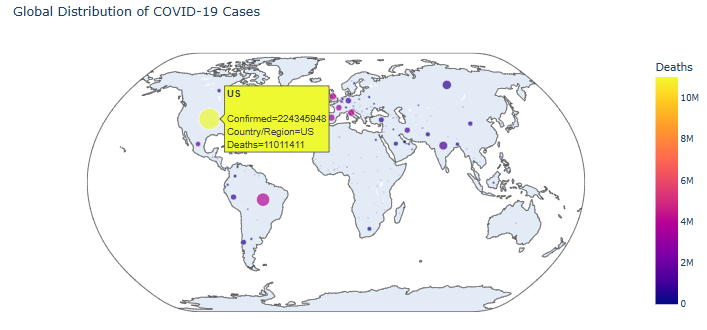 Global Distribution of COVID-19 Cases
Deaths
US
Confirmed=224345948
Country/Region=US
Deaths=11011411
10M
8M
6M
4M
2M
0